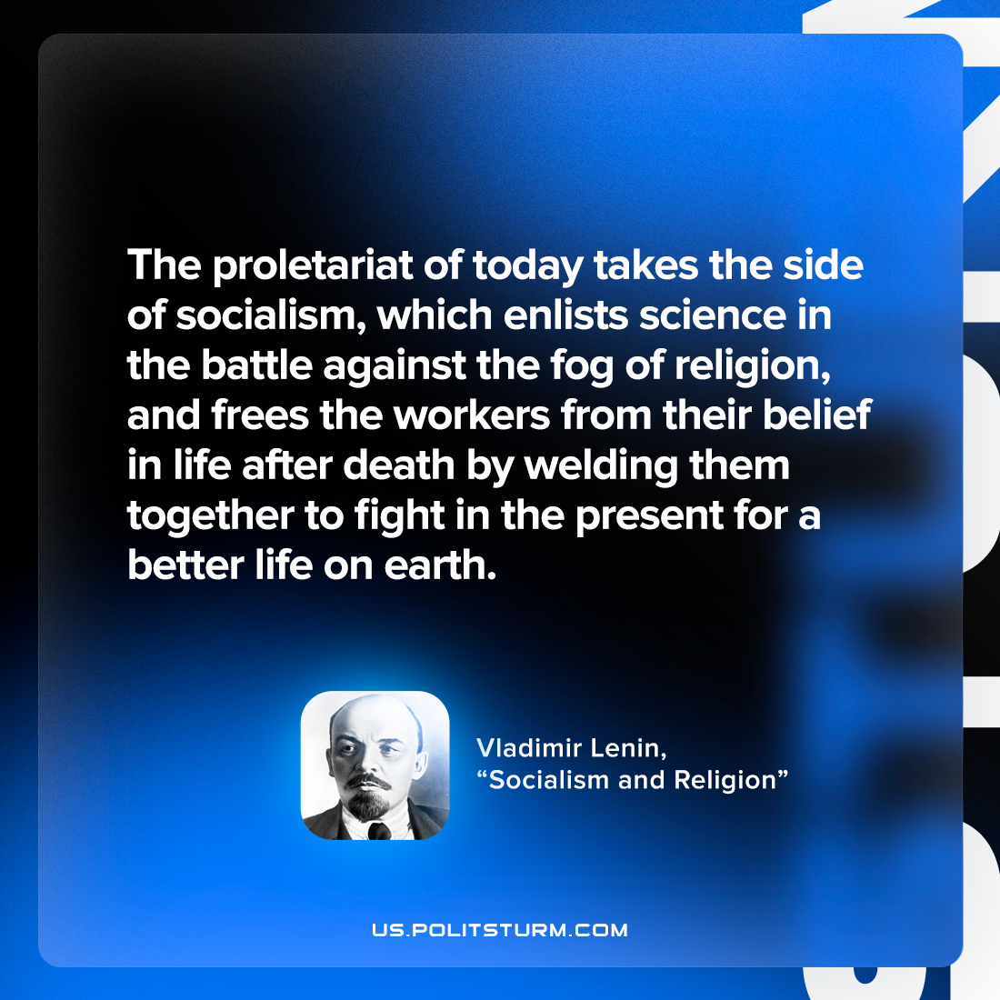 The proletariat of today takes the side
of socialism, which enlists science in
the battle against the fog of religion,
and frees the workers from their belief
in life after death by welding them
together to fight in the present for a
better life on earth.
Vladimir Lenin,
“Socialism and Religion”
US.POLITSTURM.COM